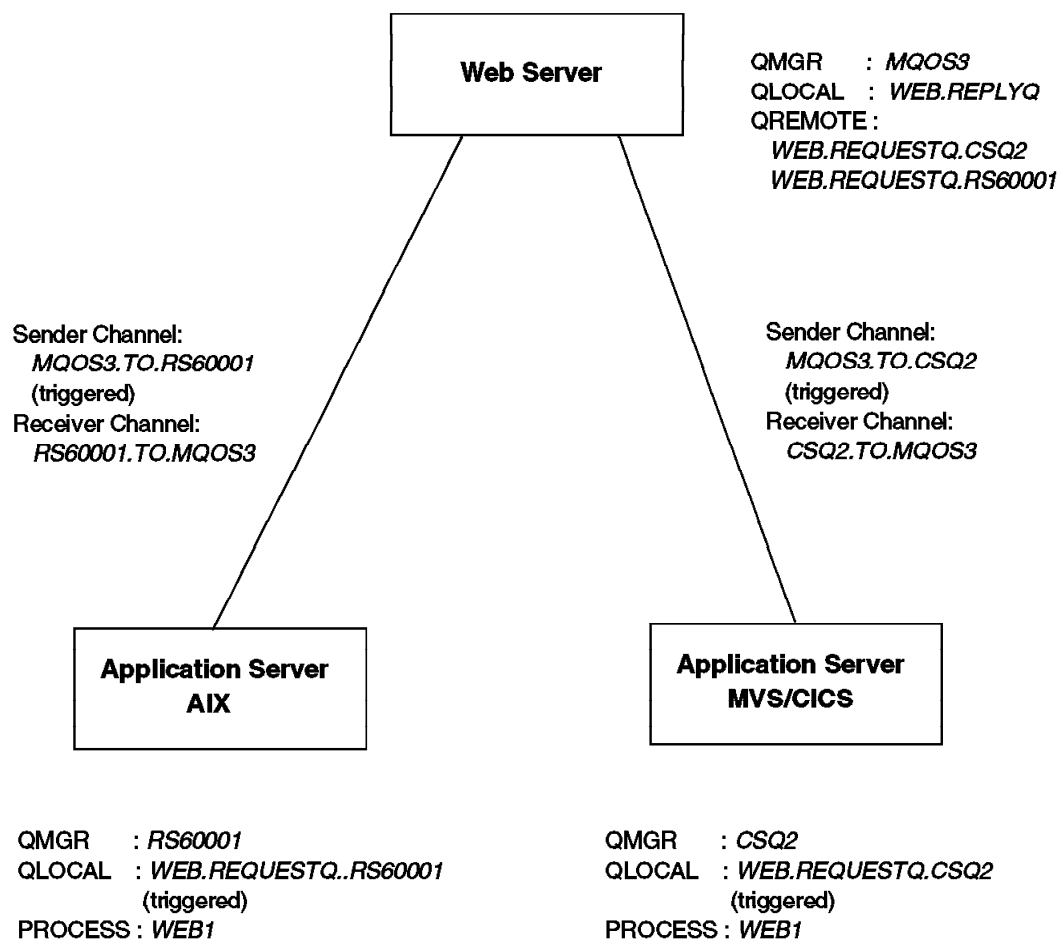 Web Server
QMGR : MQOS3
QLOCAL : WEB.REPLYQ
QREMOTE :
WEB.REQUESTQ.CSQ2
WEB.REQUESTQ.RS60001
Sender Channel:
MQOS3.TO.RS60001
(triggered)
Receiver Channel:
RS60001.TO.MQOS3
Sender Channel:
MQOS3.TO.CSQ2
(triggered)
Receiver Channel:
CSQ2.TO.MQOS3
Application Server
AIX
Application Server
MVS/CICS
QMGR : RS60001
QLOCAL : WEB.REQUESTQ..RS60001
(triggered)
PROCESS : WEB1
QMGR : CSQ2
QLOCAL : WEB.REQUESTQ.CSQ2
(triggered)
PROCESS : WEB1